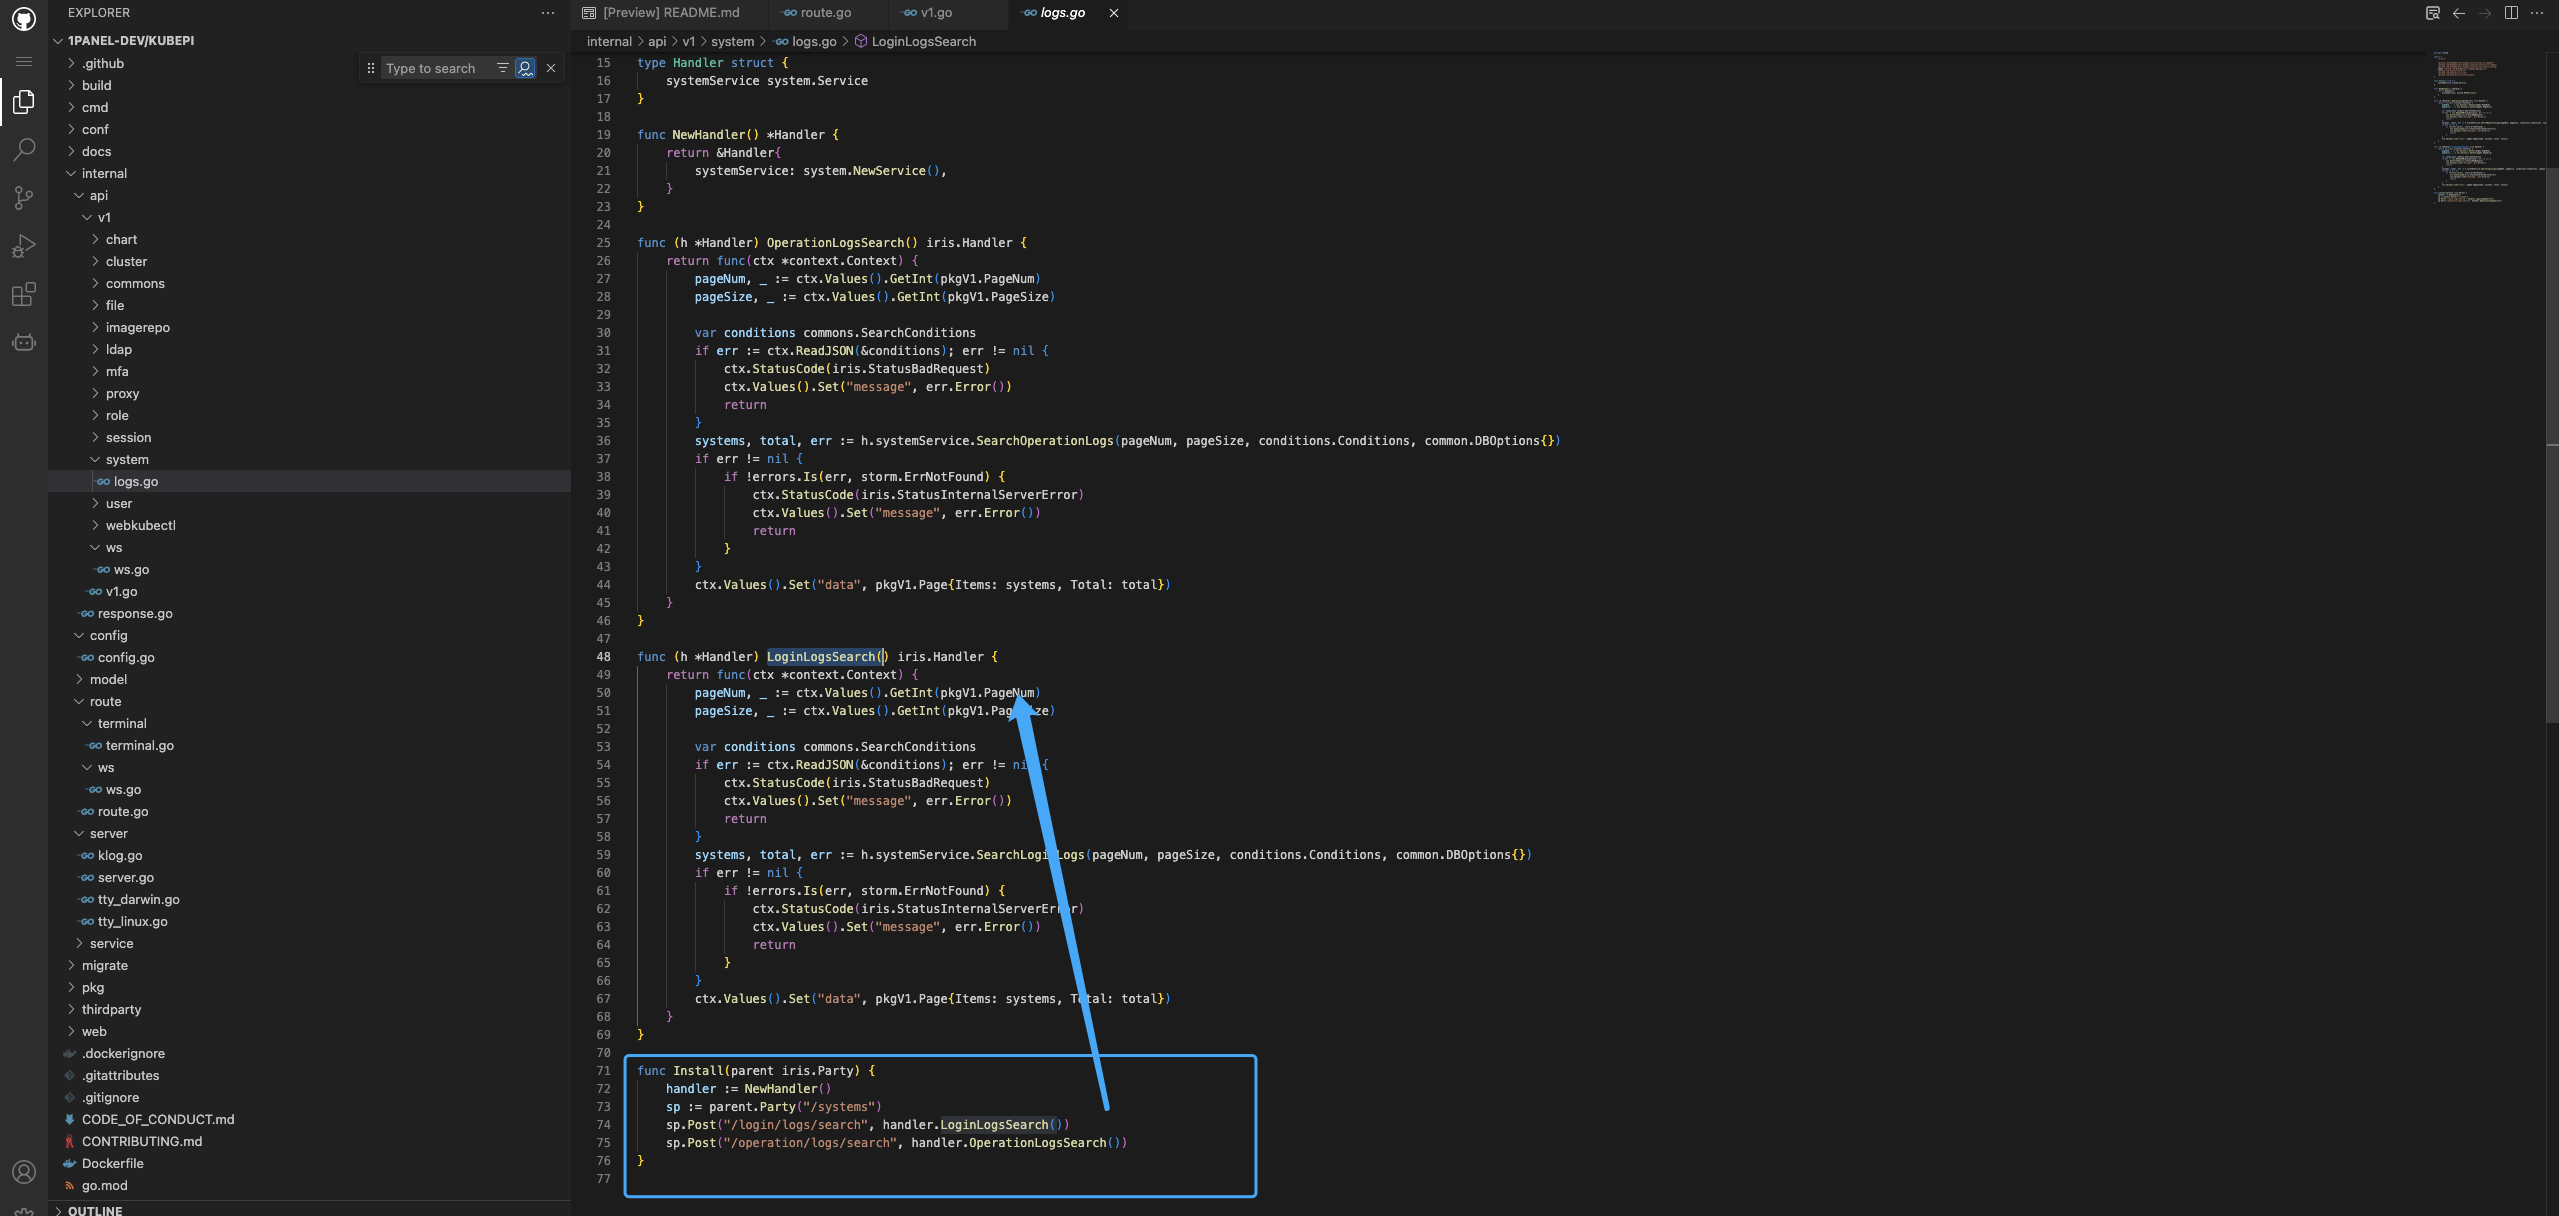 EXPLORER
1PANEL-DEV/KUBEPI
.github
build
cmd
conf
docs
internal
api
v1
chart
cluster
commons
file
imagerepo
ldap
mfa
proxy
role
session
system
logs.go
user
webkubectl
ws
ws.go
v1.go
response.go
config
config.go
model
route
terminal
terminal.go
ws
ws.go
route.go
server
klog.go
server.go
tty_darwin.go
tty_linux.go
service
migrate
pkg
thirdparty
web
.dockerignore
.gitattributes
.gitignore
CODE_OF_CONDUCT.md
CONTRIBUTING.md
Dockerfile
go.mod
OUTLINE
Type to search
[Preview] README.md
route.go
v1.go
logs.go
internal > api > v1 > system > logs.go > LoginLogsSearch
15 type Handler struct {
16 systemService system.Service
17 }
18
19 func NewHandler() *Handler {
20 return &Handler{
21 systemService: system.NewService(),
22 }
23 }
24
25 func (h *Handler) OperationLogsSearch() iris.Handler {
26 return func(ctx *context.Context) {
27 pageNum, _ := ctx.Values().GetInt(pkgV1.PageNum)
28 pageSize, _ := ctx.Values().GetInt(pkgV1.PageSize)
29
30 var conditions commons.SearchConditions
31 if err := ctx.ReadJSON(&conditions); err != nil {
32 ctx.StatusCode(iris.StatusBadRequest)
33 ctx.Values().Set("message", err.Error())
34 return
35 }
36 systems, total, err := h.systemService.SearchOperationLogs(pageNum, pageSize, conditions.Conditions, common.DBOptions{})
37 if err != nil {
38 if !errors.Is(err, storm.ErrNotFound) {
39 ctx.StatusCode(iris.StatusInternalServerError)
40 ctx.Values().Set("message", err.Error())
41 return
42 }
43 }
44 ctx.Values().Set("data", pkgV1.Page{Items: systems, Total: total})
45 }
46 }
47
48 func (h *Handler) LoginLogsSearch() iris.Handler {
49 return func(ctx *context.Context) {
50 pageNum, _ := ctx.Values().GetInt(pkgV1.PageNum)
51 pageSize, _ := ctx.Values().GetInt(pkgV1.PageSize)
52
53 var conditions commons.SearchConditions
54 if err := ctx.ReadJSON(&conditions); err != nil {
55 ctx.StatusCode(iris.StatusBadRequest)
56 ctx.Values().Set("message", err.Error())
57 return
58 }
59 systems, total, err := h.systemService.SearchLoginLogs(pageNum, pageSize, conditions.Conditions, common.DBOptions{})
60 if err != nil {
61 if !errors.Is(err, storm.ErrNotFound) {
62 ctx.StatusCode(iris.StatusInternalServerError)
63 ctx.Values().Set("message", err.Error())
64 return
65 }
66 }
67 ctx.Values().Set("data", pkgV1.Page{Items: systems, Total: total})
68 }
69 }
70
71 func Install(parent iris.Party) {
72 handler := NewHandler()
73 sp := parent.Party("/systems")
74 sp.Post("/login/logs/search", handler.LoginLogsSearch())
75 sp.Post("/operation/logs/search", handler.OperationLogsSearch())
76 }
77